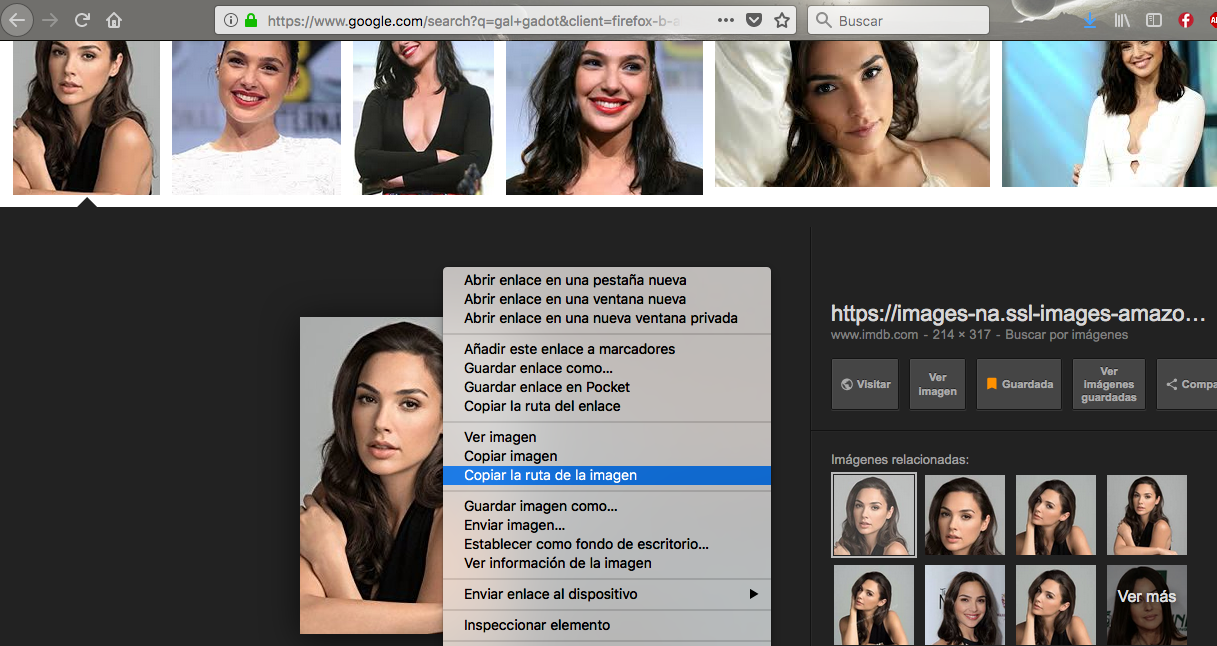 https://www.google.com/search?q=gal+gadot&client=firefox-b-a
Buscar
Abrir enlace en una pestaña nueva
Abrir enlace en una ventana nueva
Abrir enlace en una nueva ventana privada
Añadir este enlace a marcadores
Guardar enlace como...
Guardar enlace en Pocket
Copiar la ruta del enlace
Ver imagen
Copiar imagen
Copiar la ruta de la imagen
Guardar imagen como...
Enviar imagen...
Establecer como fondo de escritorio...
Ver información de la imagen
Enviar enlace al dispositivo
Inspeccionar elemento
https://images-na.ssl-images-amazo...
www.imdb.com - 214 × 317 - Buscar por imágenes
Visitar
Ver
imagen
Guardada
Ver
imágenes
guardadas
Compa
Imágenes relacionadas:
Ver más